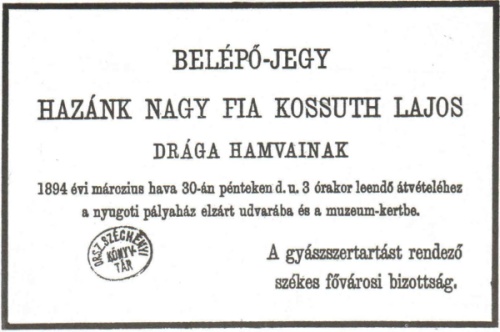 BELÉPŐ-JEGY
HAZÁNK NAGY FIA KOSSUTH LAJOS
DRÁGA HAMVAINAK
1894 évi márczius hava 30-án pénteken d. u. 3 órakor leendő átvételéhez
a nyugoti pályaház elzárt udvarába és a muzeum-kertbe.
ORSZ. SZÉCHÉNYI
KÖNYV-
TÁR
A gyászszertartást rendező
székes fővárosi bizottság.